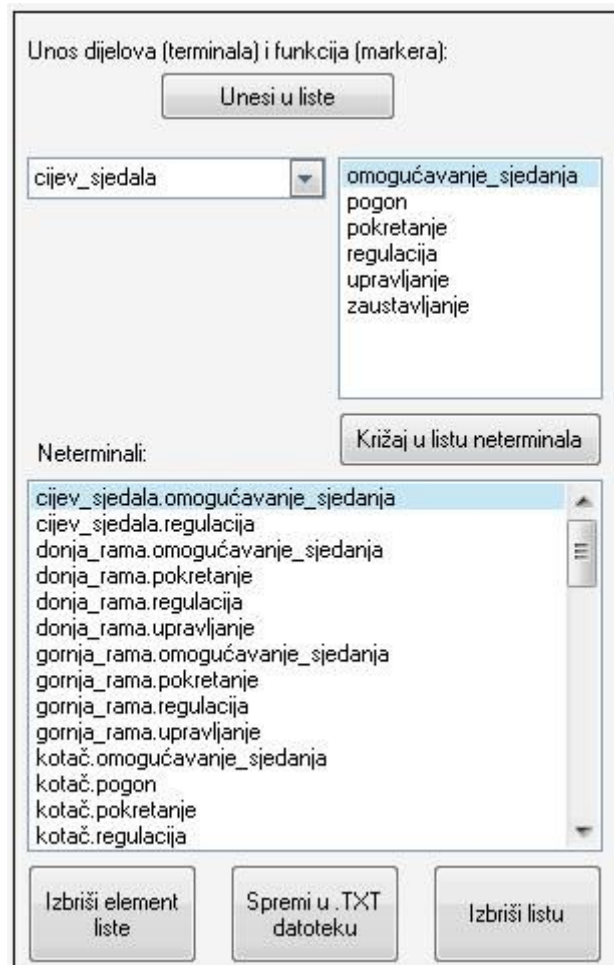 Unos dijelova (terminala) i funkcija (markera):
Unesi u liste
cijev_sjedala
omogućavanje_sjedanja
pogon
pokretanje
regulacija
upravljanje
zaustavljanje
Križaj u listu neterminala
Neterminali:
cijev_sjedala.omogućavanje_sjedanja
cijev_sjedala.regulacija
donja_rama.omogućavanje_sjedanja
donja_rama.pokretanje
donja_rama.regulacija
donja_rama.upravljanje
gornja_rama.omogućavanje_sjedanja
gornja_rama.pokretanje
gornja_rama.regulacija
gornja_rama.upravljanje
kotač.omogućavanje_sjedanja
kotač.pogon
kotač.pokretanje
kotač.regulacija
Izbriši element
liste
Spremi u .TXT
datoteku
Izbriši listu